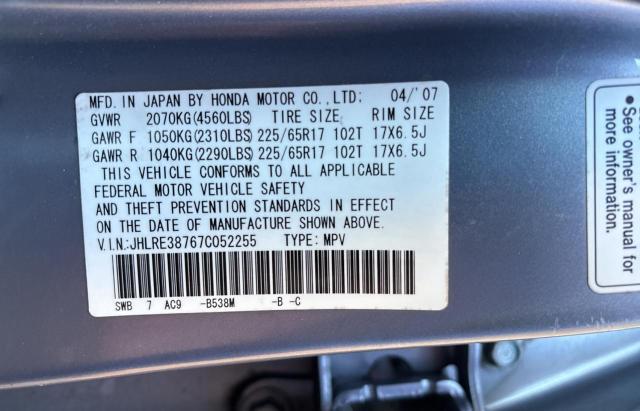 MFD. IN JAPAN BY HONDA MOTOR CO., LTD: 04/'07
GVWR 2070KG(4560LBS) TIRE SIZE RIM SIZE
GAWR F 1050KG(2310LBS) 225/65R17 102T 17X6.5J
GAWR R 1040KG(2290LBS) 225/65R17 102T 17X6.5J
THIS VEHICLE CONFORMS TO ALL APPLICABLE
FEDERAL MOTOR VEHICLE SAFETY
AND THEFT PREVENTION STANDARDS IN EFFECT
ON THE DATE OF MANUFACTURE SHOWN ABOVE.
V.I.N:JHLRE38767C052255 TYPE: MPV
SWB 7 AC9 -B538M -B -C
• See owner's manual for
additional information.